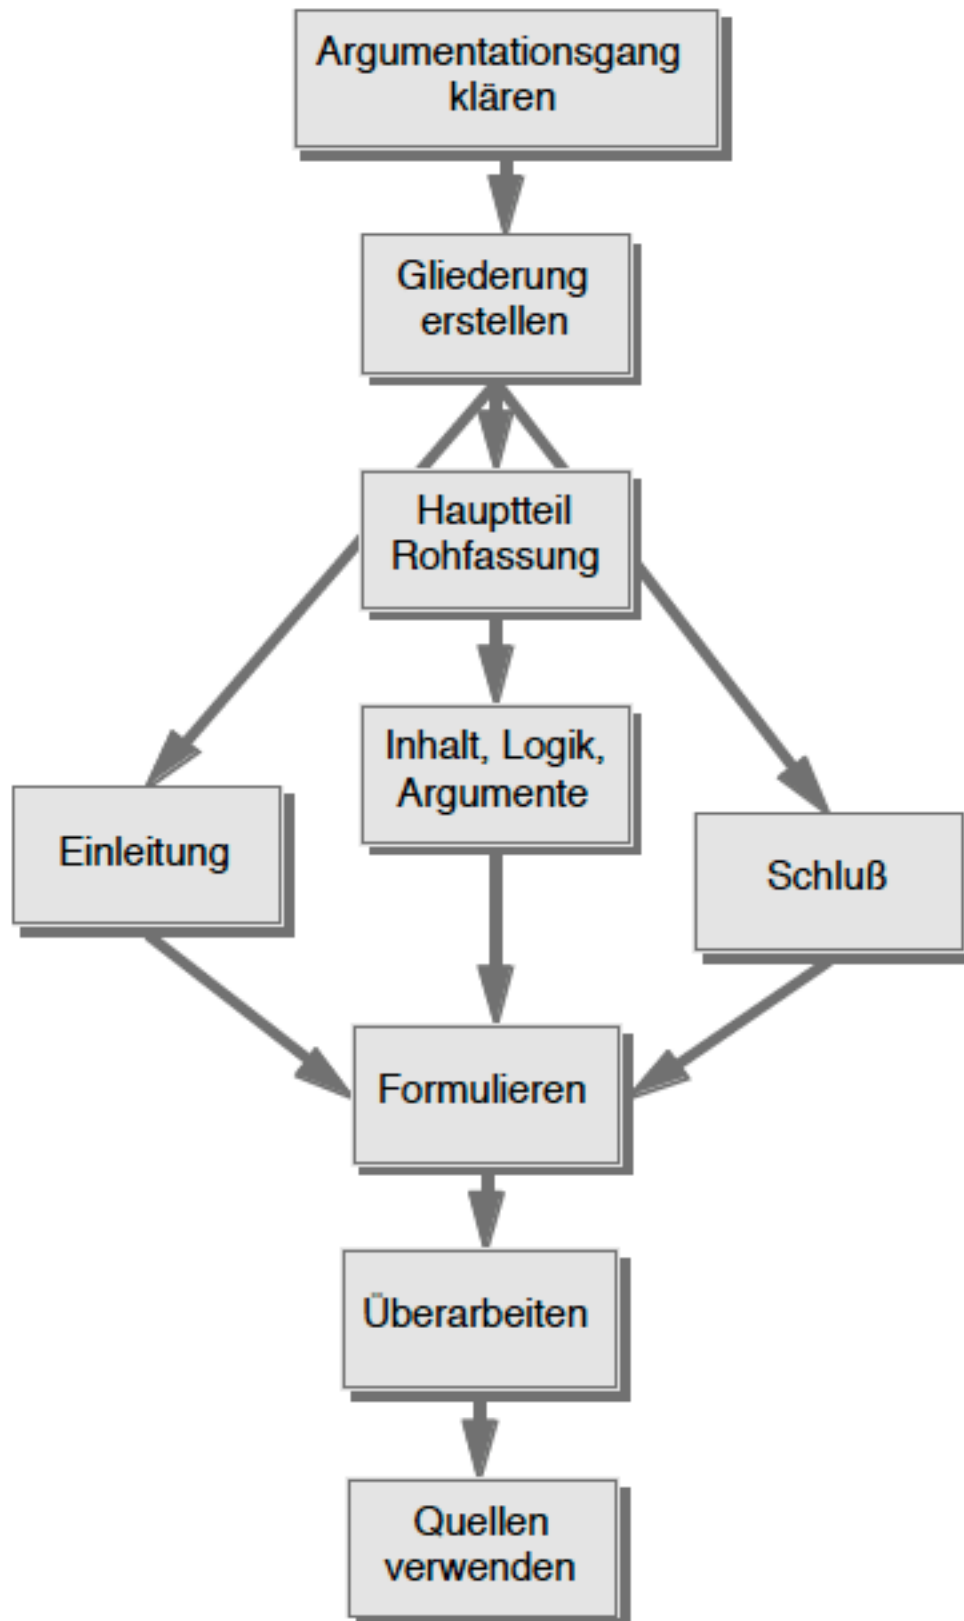 Argumentationsgang
klären
Gliederung
erstellen
Hauptteil
Rohfassung
Inhalt, Logik,
Argumente
Einleitung
Schluß
Formulieren
Überarbeiten
Quellen
verwenden